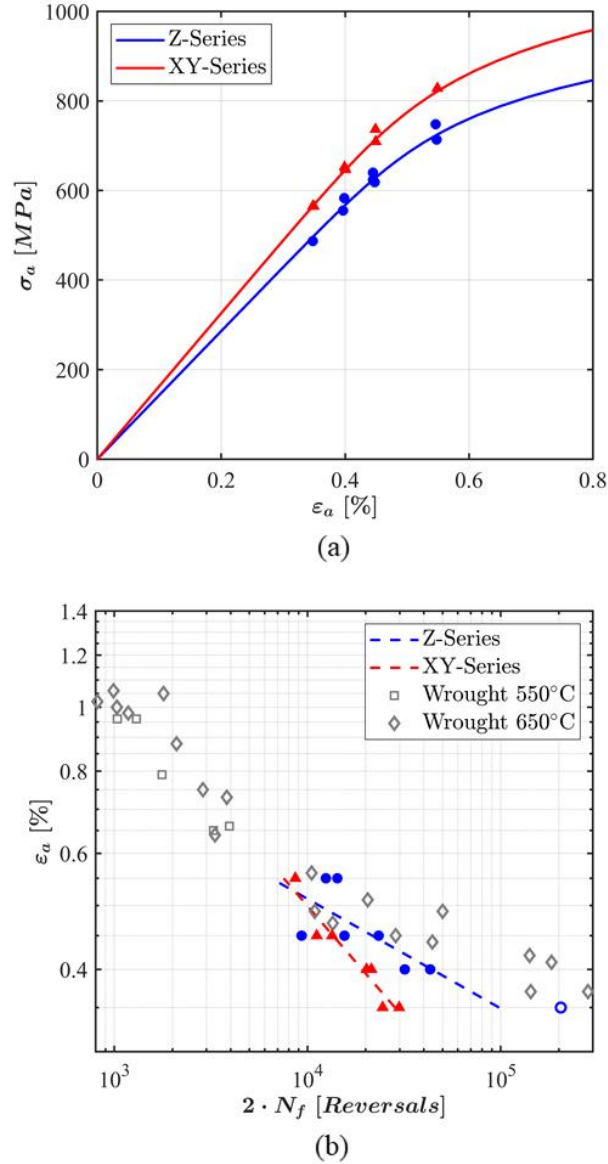 1000
800
600
400
200
0
σₐ [MPa]
Z-Series
XY-Series
0 0.2 0.4 0.6 0.8
εₐ [%]
(a)
1.4
1.2
1
0.8
0.6
0.4
εₐ [%]
Z-Series
XY-Series
Wrought 550°C
Wrought 650°C
10³ 10⁴ 10⁵
2 · N_f [Reversals]
(b)